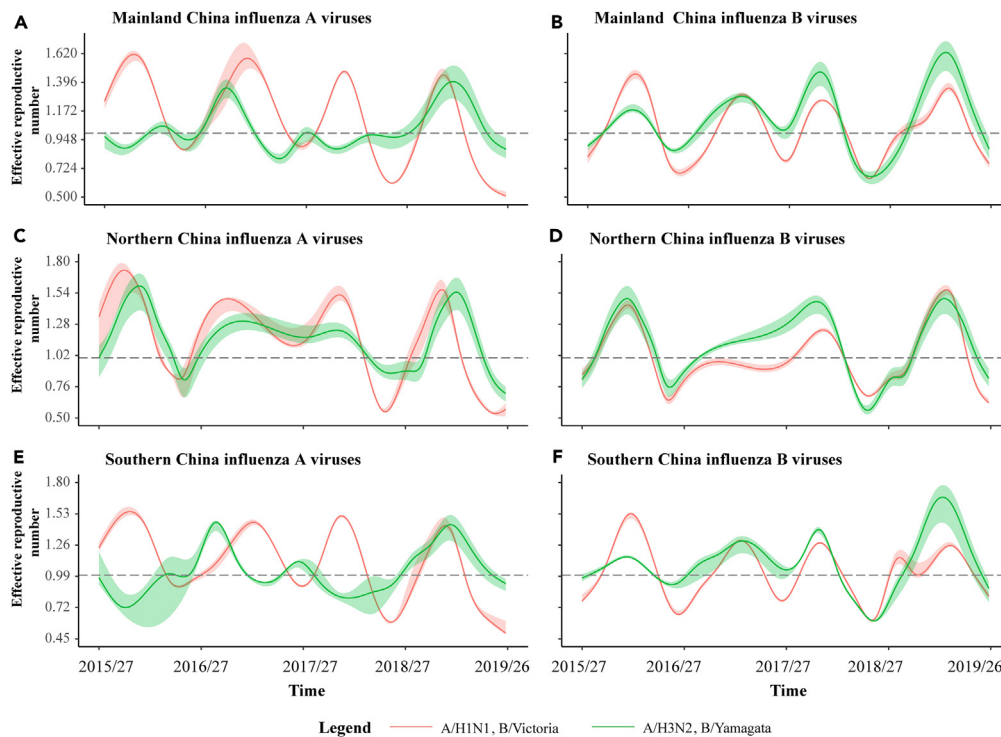 A Mainland China influenza A viruses
B Mainland China influenza B viruses
Effective reproductive
number
1.620
1.396
1.172
0.948
0.724
0.500
C Northern China influenza A viruses
D Northern China influenza B viruses
Effective reproductive
number
1.80
1.54
1.28
1.02
0.76
0.50
E Southern China influenza A viruses
F Southern China influenza B viruses
Effective reproductive
number
1.80
1.53
1.26
0.99
0.72
0.45
2015/27 2016/27 2017/27 2018/27 2019/26
2015/27 2016/27 2017/27 2018/27 2019/26
Time
Time
Legend A/H1N1, B/Victoria A/H3N2, B/Yamagata